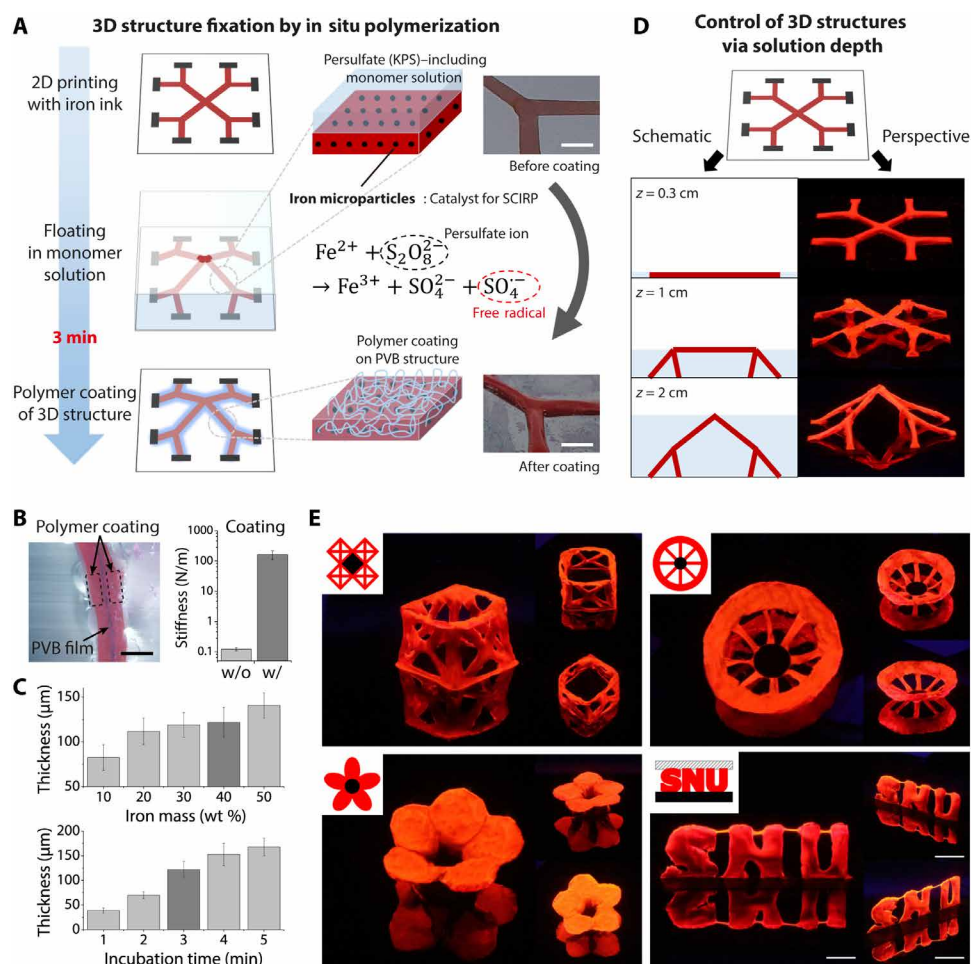 A
3D structure fixation by in situ polymerization
2D printing
with iron ink
Persulfate (KPS)–including
monomer solution
Before coating
Iron microparticles : Catalyst for SCIRP
Floating
in monomer
solution
Persulfate ion
Fe²⁺ + S₂O₈²⁻
→ Fe³⁺ + SO₄²⁻ + SO₄·⁻
Free radical
3 min
Polymer coating
of 3D structure
Polymer coating
on PVB structure
After coating
B
Polymer coating
PVB film
Coating
Stiffness (N/m)
1000
100
10
1
0.1
w/o
w/
C
Thickness (µm)
150
100
50
10 20 30 40 50
Iron mass (wt %)
Thickness (µm)
200
150
100
50
0
1 2 3 4 5
Incubation time (min)
D
Control of 3D structures
via solution depth
Schematic
Perspective
z = 0.3 cm
z = 1 cm
z = 2 cm
E
SNU
SNU
SNU
SNU